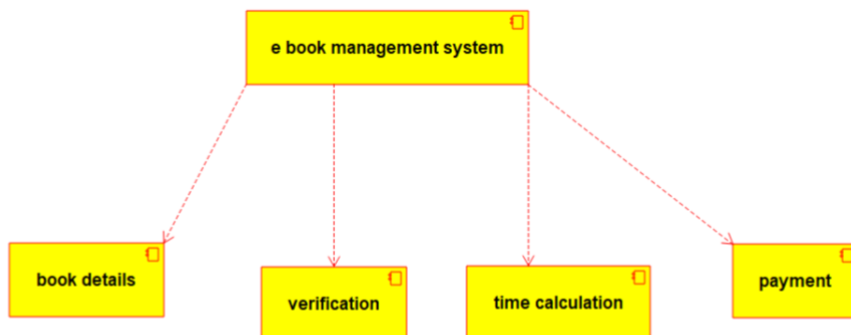 e book management system
book details
verification
time calculation
payment